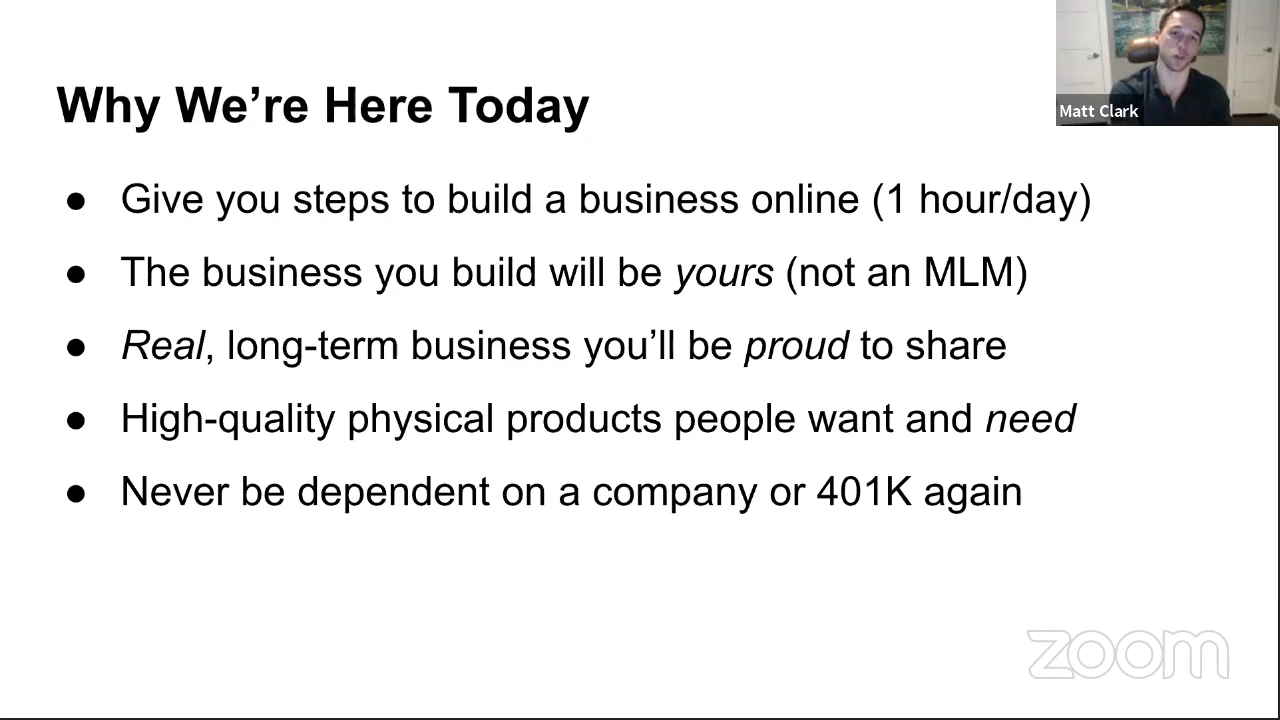 Matt Clark
Why We’re Here Today
● Give you steps to build a business online (1 hour/day)
● The business you build will be yours (not an MLM)
● Real, long-term business you’ll be proud to share
● High-quality physical products people want and need
● Never be dependent on a company or 401K again
zoom